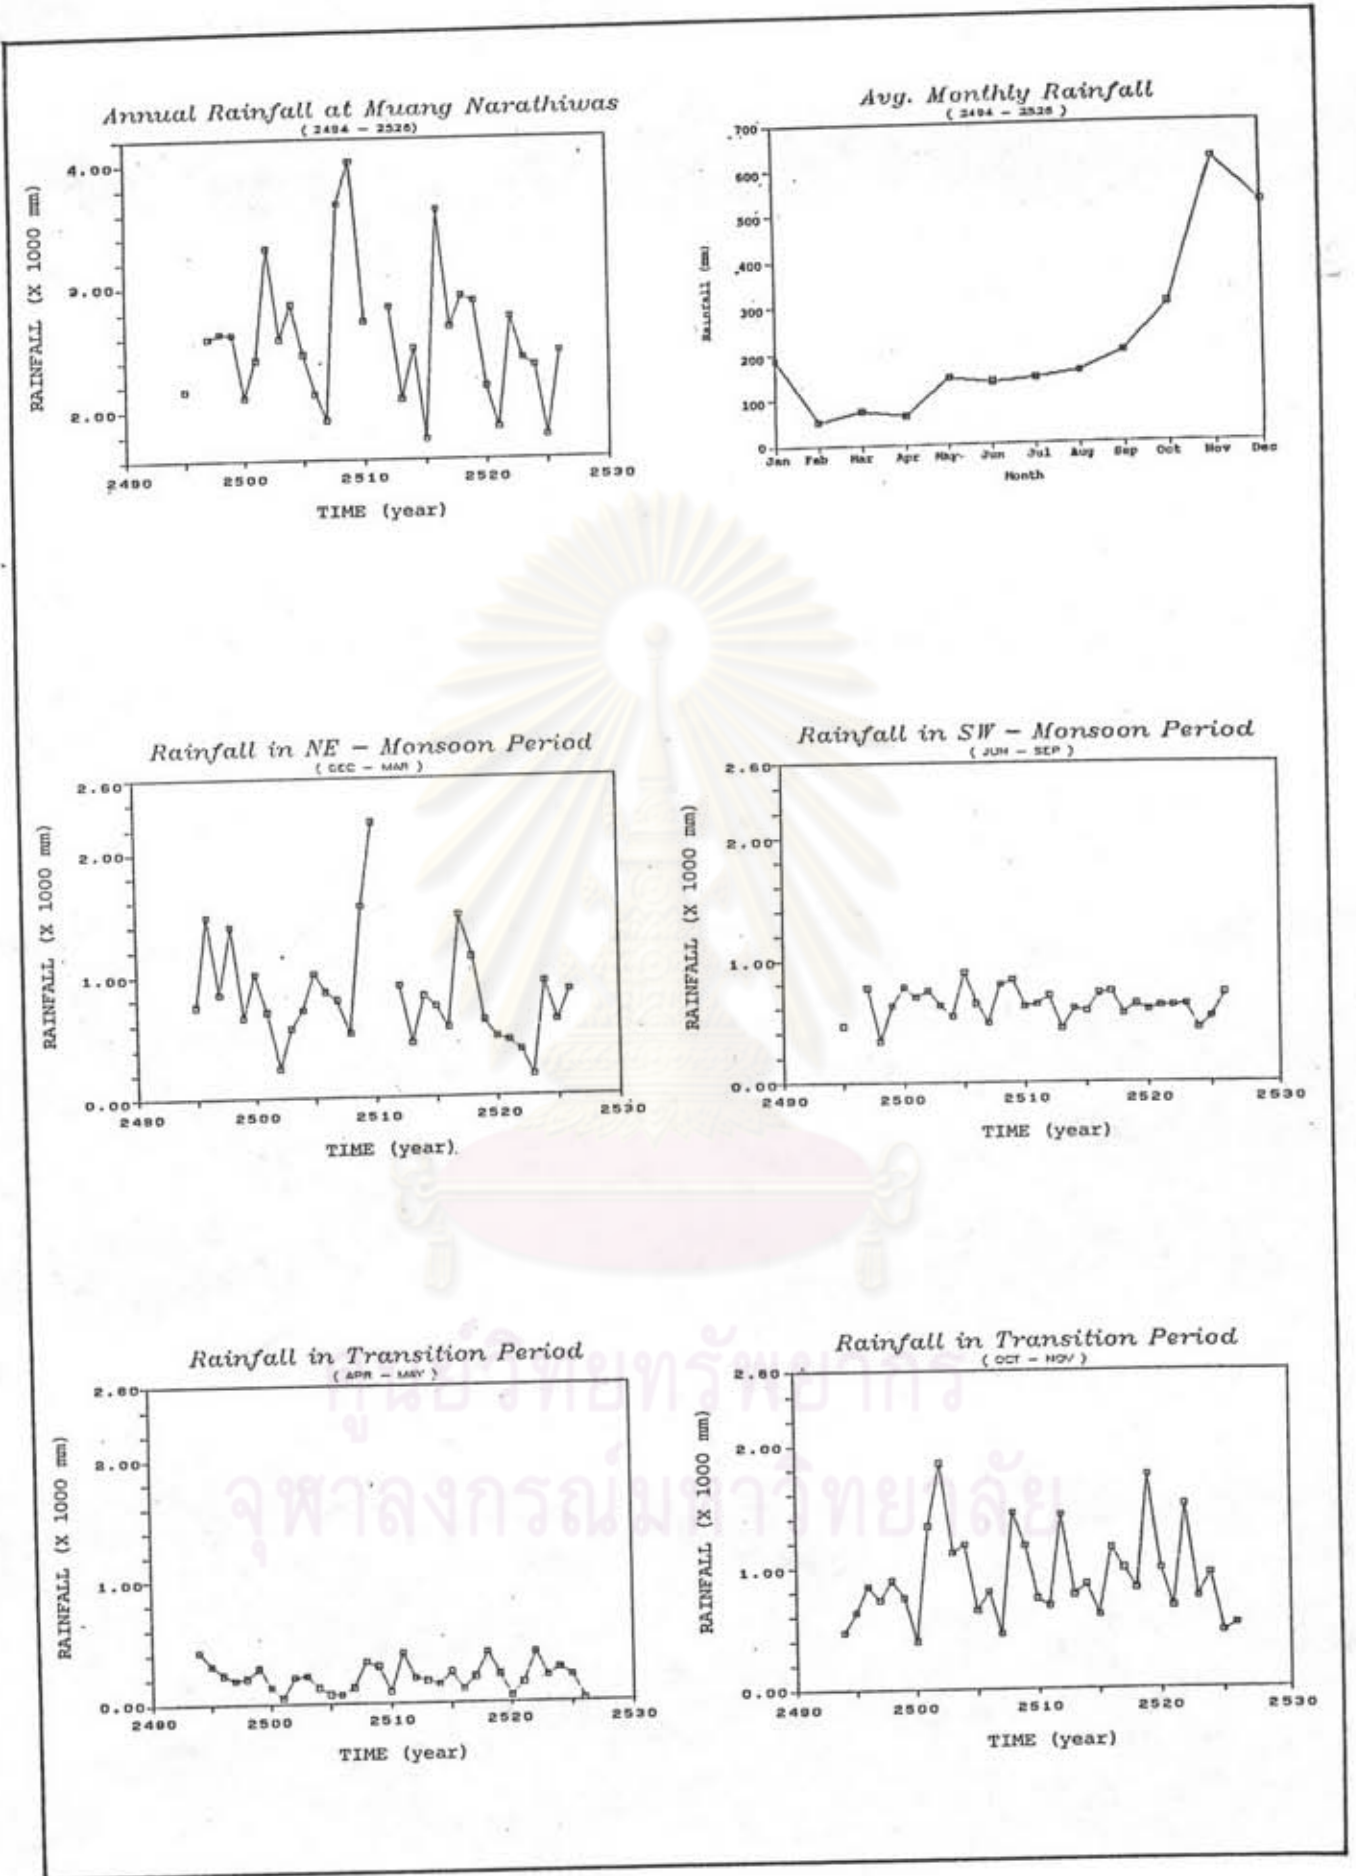 Annual Rainfall at Muang Narathiwas
( 2494 - 2526)
4.00
3.00
2.00
RAINFALL (X 1000 mm)
2490 2500 2510 2520 2530
TIME (year)
Avg. Monthly Rainfall
( 2494 - 2526 )
700
600
500
400
300
200
100
0
Rainfall (mm)
Jan Feb Mar Apr May Jun Jul Aug Sep Oct Nov Dec
Month
Rainfall in NE - Monsoon Period
( DEC - MAR )
2.60
2.00
1.00
0.00
RAINFALL (X 1000 mm)
2490 2500 2510 2520 2530
TIME (year)
Rainfall in SW - Monsoon Period
( JUN - SEP )
2.60
2.00
1.00
0.00
RAINFALL (X 1000 mm)
2490 2500 2510 2520 2530
TIME (year)
Rainfall in Transition Period
( APR - MAY )
2.60
2.00
1.00
0.00
RAINFALL (X 1000 mm)
2490 2500 2510 2520 2530
TIME (year)
Rainfall in Transition Period
( OCT - NOV )
2.60
2.00
1.00
0.00
RAINFALL (X 1000 mm)
2490 2500 2510 2520 2530
TIME (year)
ศูนย์วิทยทรัพยากร
จุฬาลงกรณ์มหาวิทยาลัย